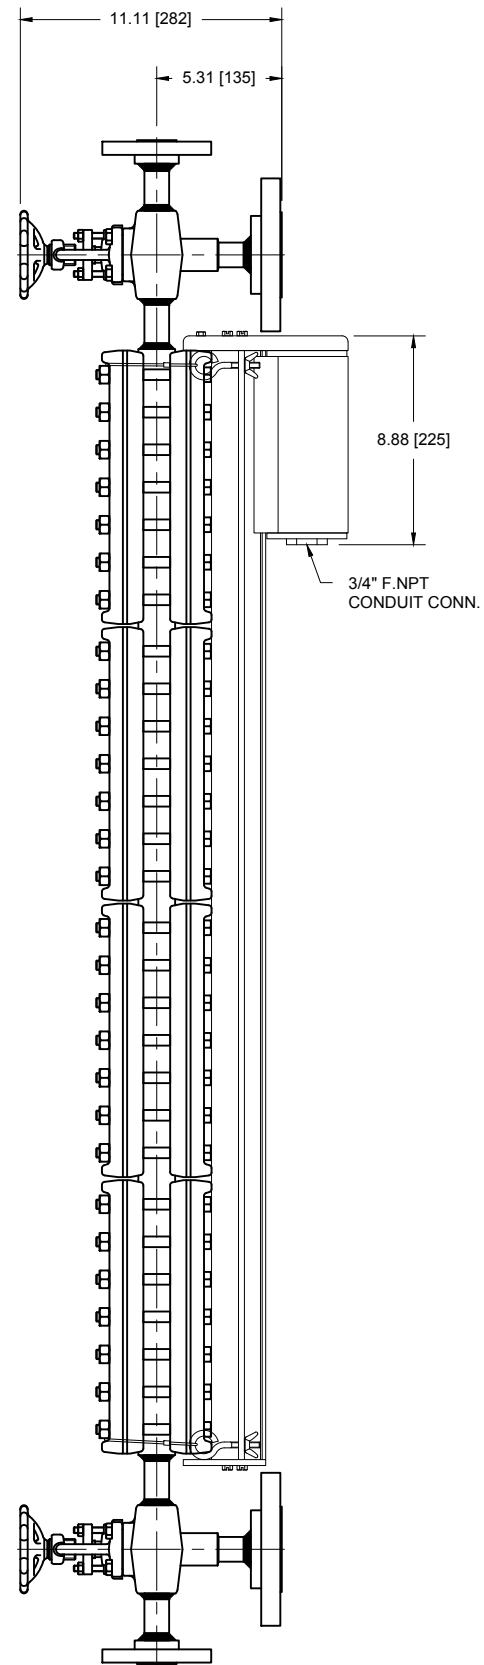 11.11 [282]
5.31 [135]
8.88 [225]
3/4" F.NPT
CONDUIT CONN.